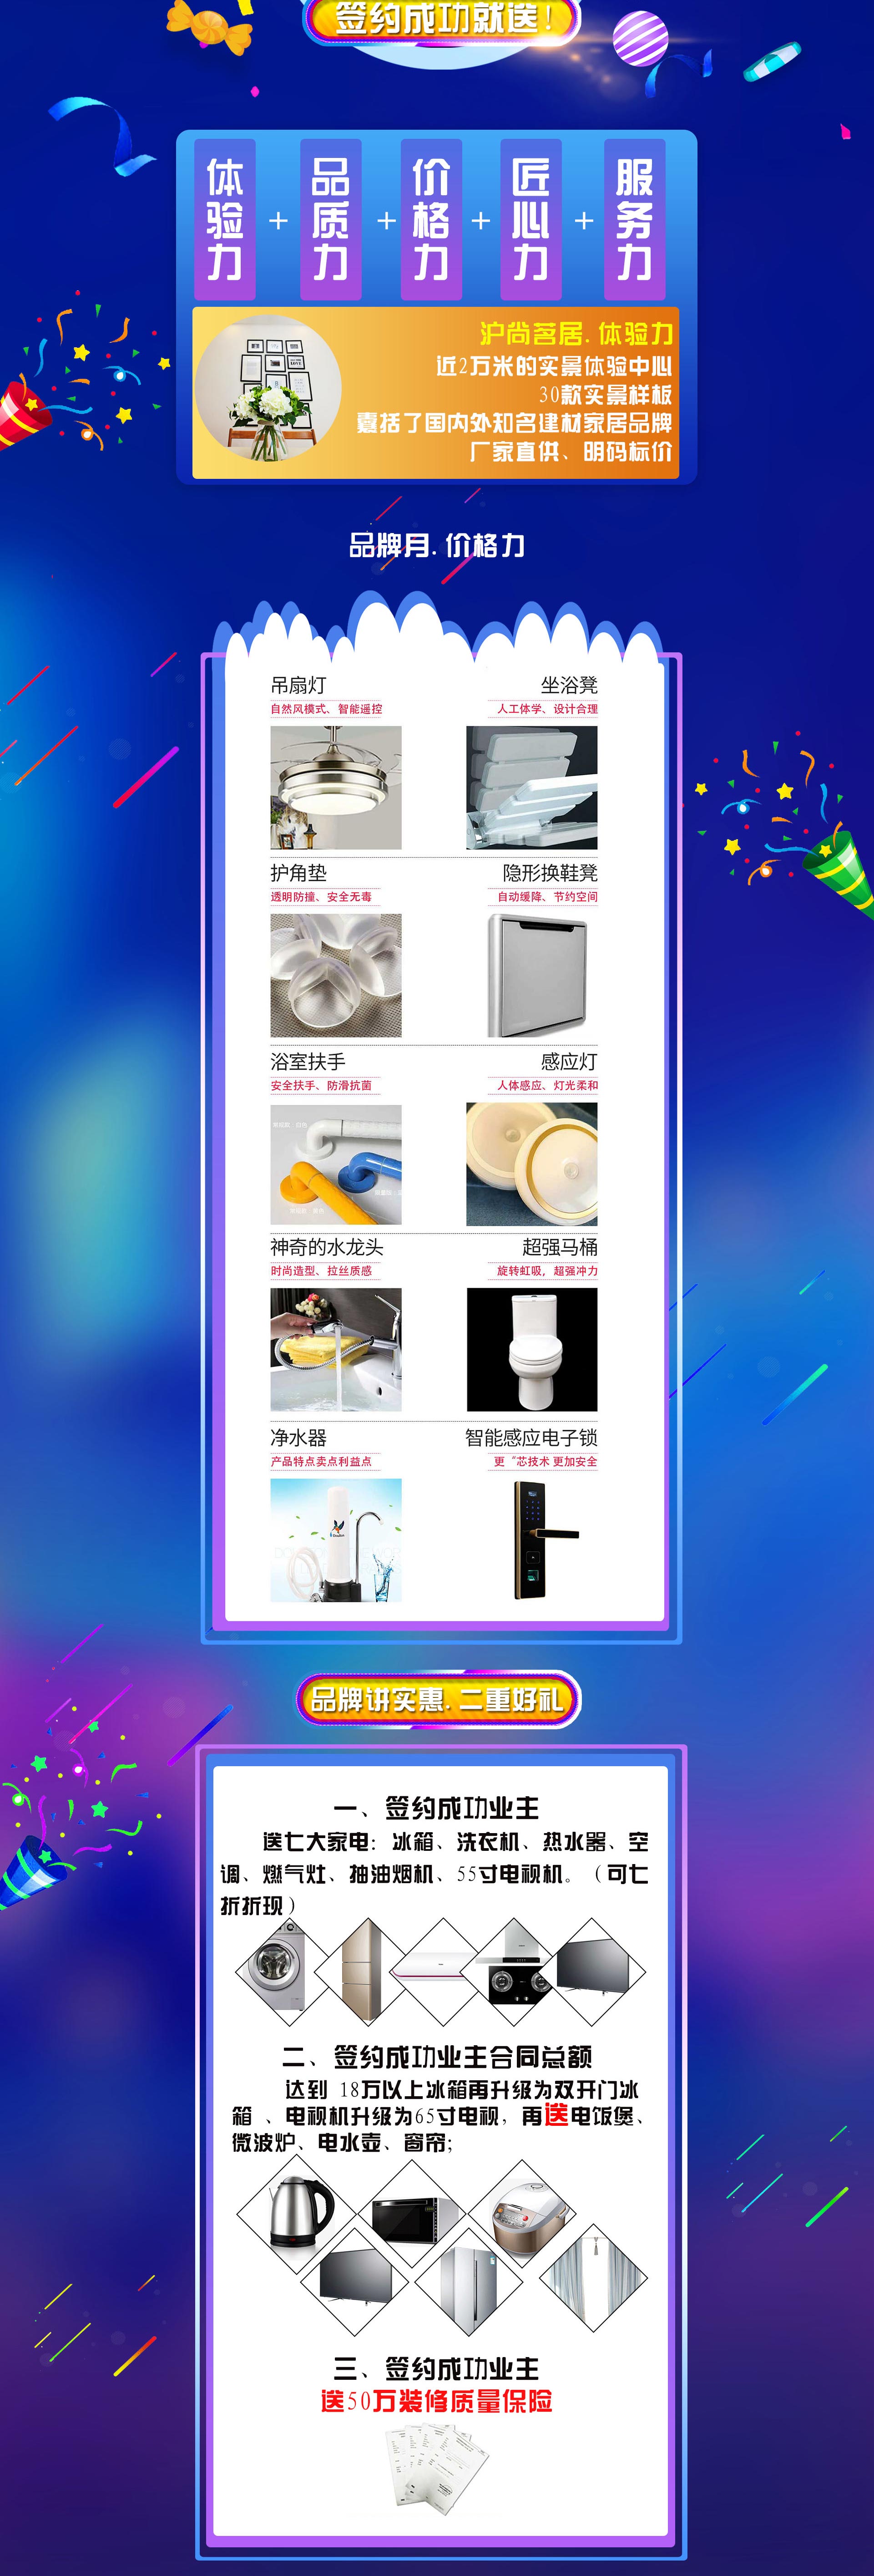 签约成功就送!
体验力 + 品质力 + 价格力 + 匠心力 + 服务力
沪尚茗居.体验力
近2万米的实景体验中心
30款实景样板
囊括了国内外知名建材家居品牌
厂家直供、明码标价
品牌月.价格力
吊扇灯
自然风模式、智能遥控
坐浴凳
人工体学、设计合理
护角垫
透明防撞、安全无毒
隐形换鞋凳
自动缓降、节约空间
浴室扶手
安全扶手、防滑抗菌
感应灯
人体感应、灯光柔和
神奇的水龙头
时尚造型、拉丝质感
超强马桶
旋转虹吸，超强冲力
净水器
产品特点卖点利益点
智能感应电子锁
更“芯技术 更加安全
品牌讲实惠.二重好礼
一、签约成功业主
送七大家电：冰箱、洗衣机、热水器、空
调、燃气灶、抽油烟机、55寸电视机。（可七
折折现）
二、签约成功业主合同总额
达到 18万以上冰箱再升级为双开门冰
箱 、电视机升级为65寸电视，再送电饭煲、
微波炉、电水壶、窗帘;
三、签约成功业主
送50万装修质量保险